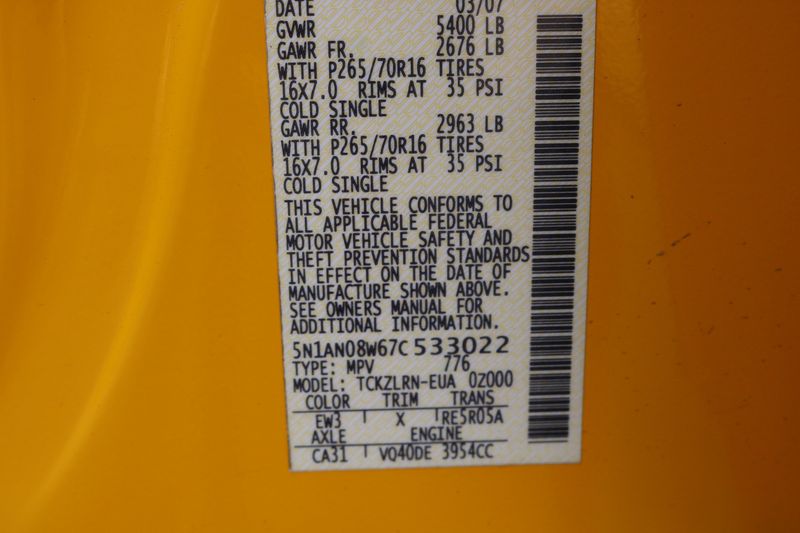 DATE 03/07
GVWR 5400 LB
GAWR FR. 2676 LB
WITH P265/70R16 TIRES
16X7.0 RIMS AT 35 PSI
COLD SINGLE
GAWR RR. 2963 LB
WITH P265/70R16 TIRES
16X7.0 RIMS AT 35 PSI
COLD SINGLE
THIS VEHICLE CONFORMS TO
ALL APPLICABLE FEDERAL
MOTOR VEHICLE SAFETY AND
THEFT PREVENTION STANDARDS
IN EFFECT ON THE DATE OF
MANUFACTURE SHOWN ABOVE.
SEE OWNERS MANUAL FOR
ADDITIONAL INFORMATION.
5N1AN08W67C 533022
TYPE: MPV 776
MODEL: TCKZLRN-EUA 0Z000
COLOR TRIM TRANS
EW3 X RE5R05A
AXLE ENGINE
CA31 VQ40DE 3954CC